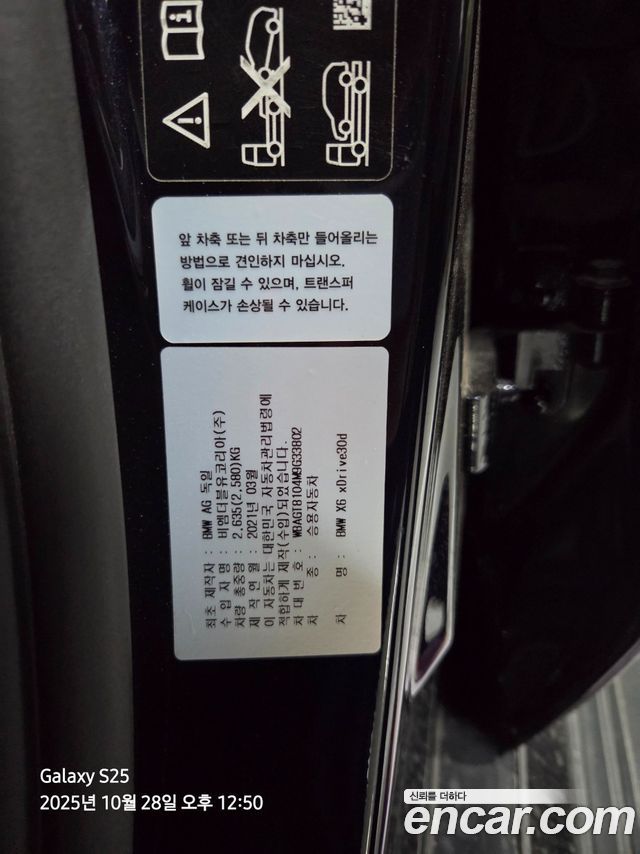 앞 차축 또는 뒤 차축만 들어올리는
방법으로 견인하지 마십시오.
휠이 잠길 수 있으며, 트랜스퍼
케이스가 손상될 수 있습니다.
최초 제작자 : BMW AG 독일
수 입 자 명 : 비엠더블유코리아(주)
차량 총중량 : 2.635(2.580)KG
제 작 연 월 : 2021년 03월
이 자동차는 대한민국 자동차관리법령에
적합하게 제작(수입)되었습니다.
차 대 번 호 : WBAGT8104M9G33802
차 종 : 승용자동차
차 명 : BMW X6 xDrive30d
Galaxy S25
2025년 10월 28일 오후 12:50
신뢰를 더하다
encar.com